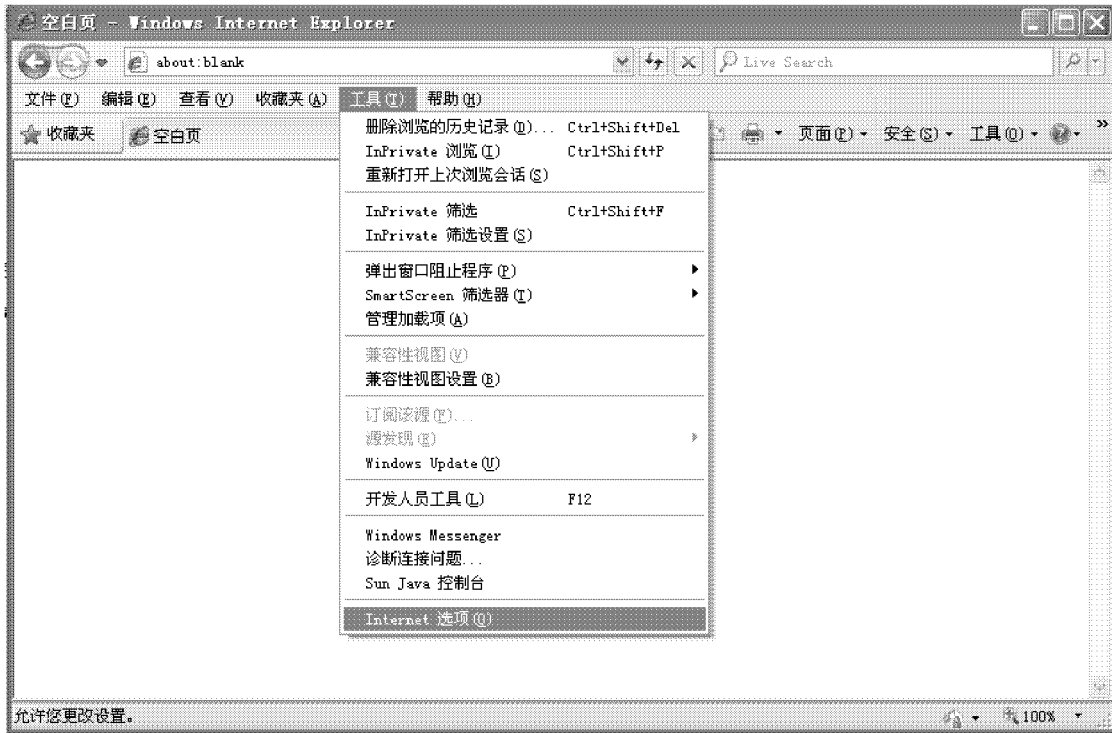 空白页 - Windows Internet Explorer
about:blank
Live Search
文件(F) 编辑(E) 查看(V) 收藏夹(A) 工具(T) 帮助(H)
收藏夹 空白页 页面(P) 安全(S) 工具(O) »
删除浏览的历史记录(D)... Ctrl+Shift+Del
InPrivate 浏览(I) Ctrl+Shift+P
重新打开上次浏览会话(S)
InPrivate 筛选 Ctrl+Shift+F
InPrivate 筛选设置(S)
弹出窗口阻止程序(P)
SmartScreen 筛选器(T)
管理加载项(A)
兼容性视图(V)
兼容性视图设置(B)
订阅该源(F)...
源发现(E)
Windows Update(U)
开发人员工具(L) F12
Windows Messenger
诊断连接问题...
Sun Java 控制台
Internet 选项(O)
允许您更改设置。
100%